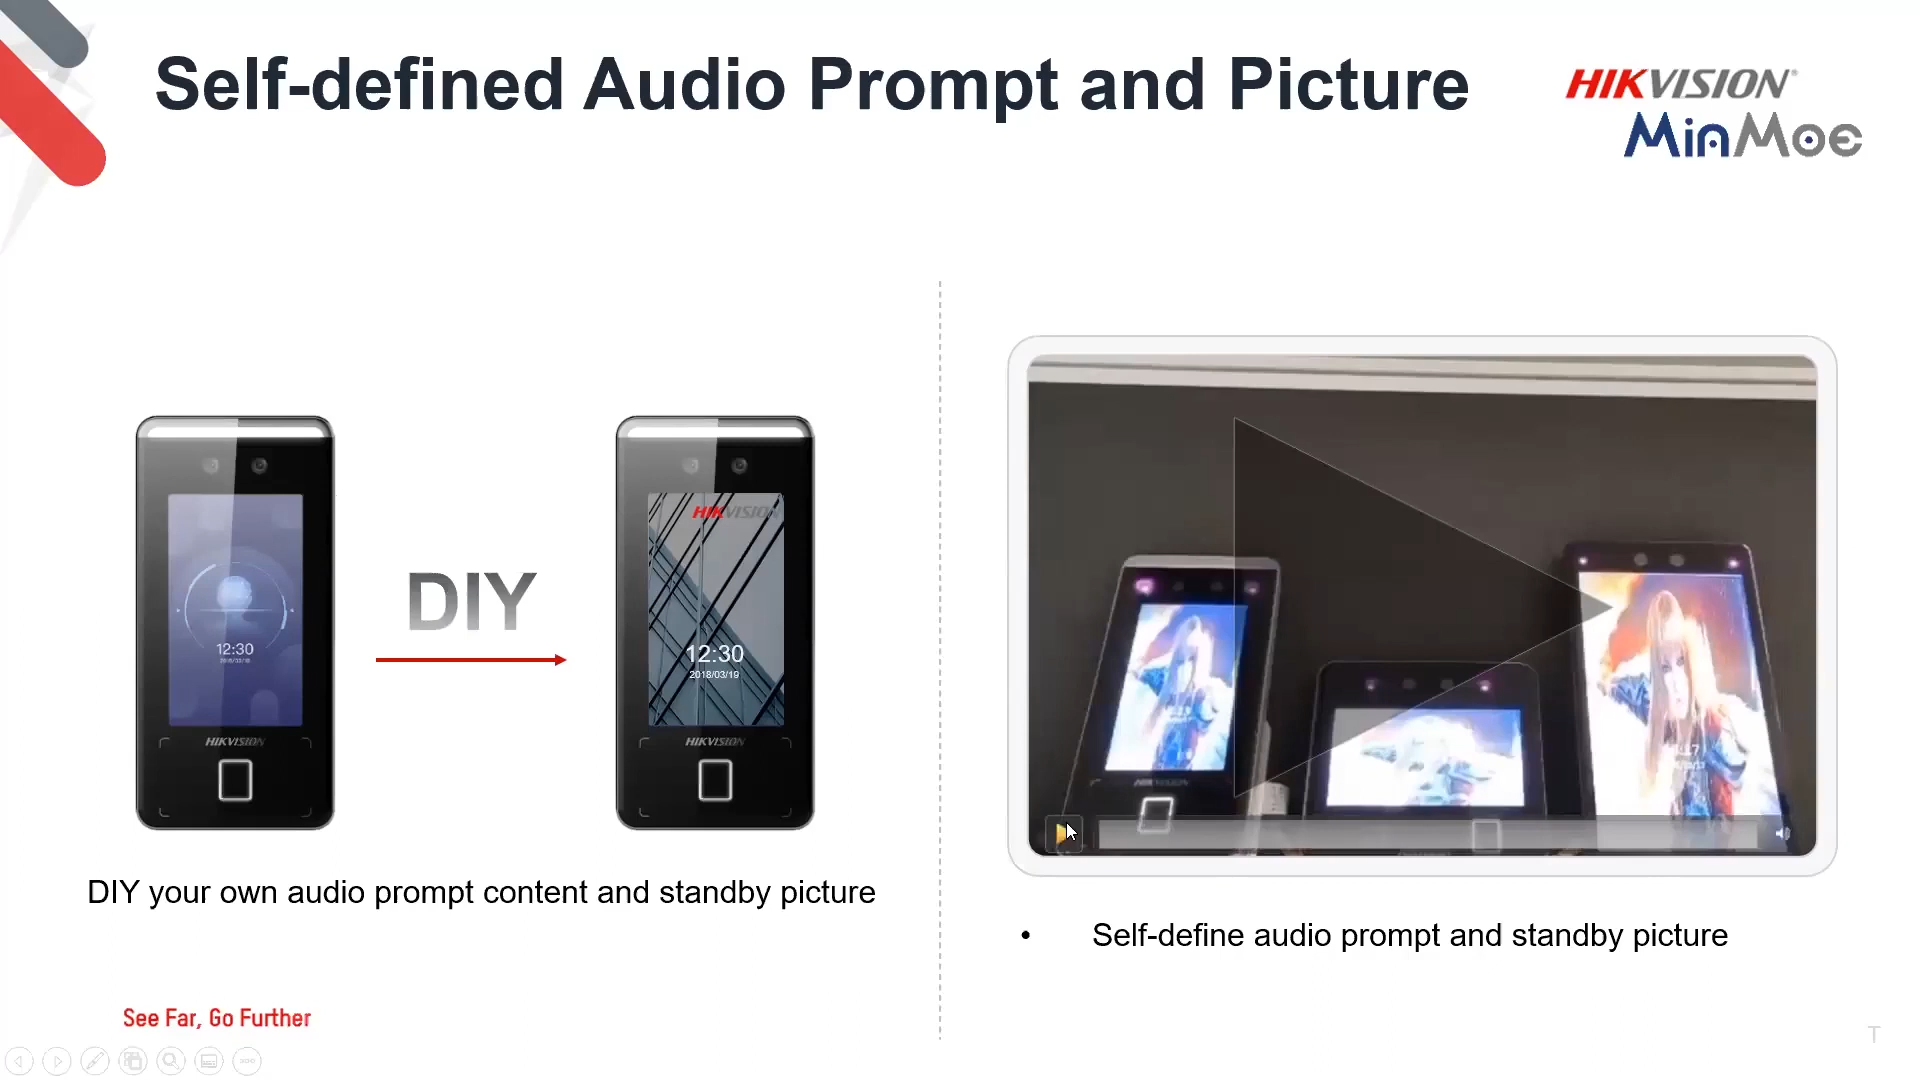 Self-defined Audio Prompt and Picture
HIKVISION®
MinMoe
HIKVISION
DIY
12:30
2018/03/19
12:30
2018/03/19
HIKVISION
HIKVISION
HIKVISION
DIY your own audio prompt content and standby picture
• Self-define audio prompt and standby picture
See Far, Go Further
T